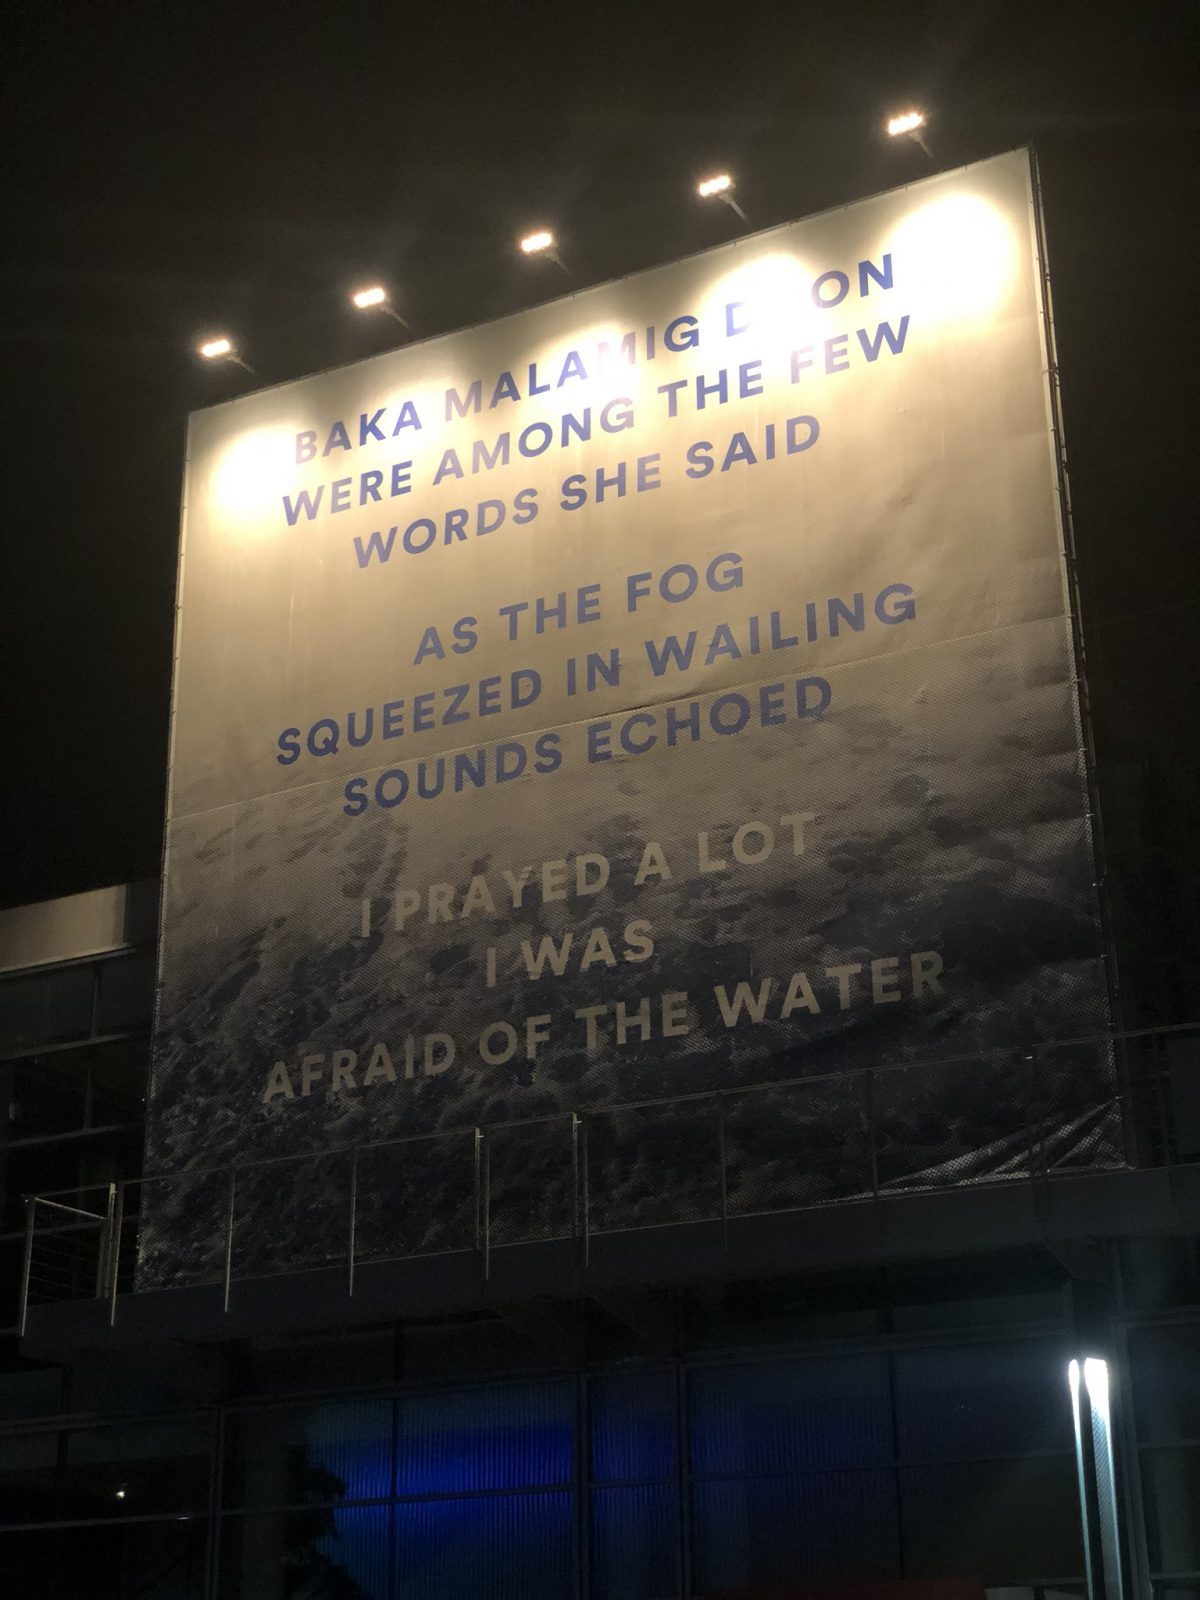 BAKA MALAMIG ON
WERE AMONG THE FEW
WORDS SHE SAID
AS THE FOG
SQUEEZED IN WAILING
SOUNDS ECHOED
I PRAYED A LOT
I WAS
AFRAID OF THE WATER